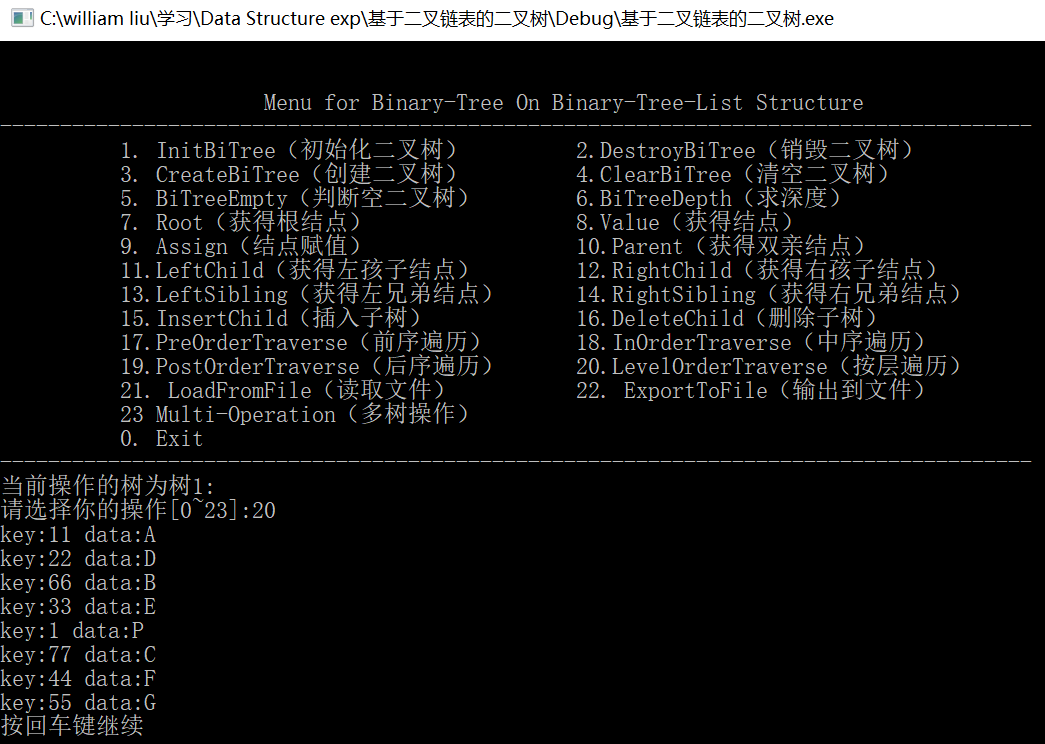 C:\william liu\学习\Data Structure exp\基于二叉链表的二叉树\Debug\基于二叉链表的二叉树.exe
Menu for Binary-Tree On Binary-Tree-List Structure
1. InitBiTree（初始化二叉树） 2.DestroyBiTree（销毁二叉树）
3. CreateBiTree（创建二叉树） 4.ClearBiTree（清空二叉树）
5. BiTreeEmpty（判断空二叉树） 6.BiTreeDepth（求深度）
7. Root（获得根结点） 8.Value（获得结点）
9. Assign（结点赋值） 10.Parent（获得双亲结点）
11.LeftChild（获得左孩子结点） 12.RightChild（获得右孩子结点）
13.LeftSibling（获得左兄弟结点） 14.RightSibling（获得右兄弟结点）
15.InsertChild（插入子树） 16.DeleteChild（删除子树）
17.PreOrderTraverse（前序遍历） 18.InOrderTraverse（中序遍历）
19.PostOrderTraverse（后序遍历） 20.LevelOrderTraverse（按层遍历）
21. LoadFromFile（读取文件） 22. ExportToFile（输出到文件）
23 Multi-Operation（多树操作）
0. Exit
当前操作的树为树1:
请选择你的操作[0~23]:20
key:11 data:A
key:22 data:D
key:66 data:B
key:33 data:E
key:1 data:P
key:77 data:C
key:44 data:F
key:55 data:G
按回车键继续